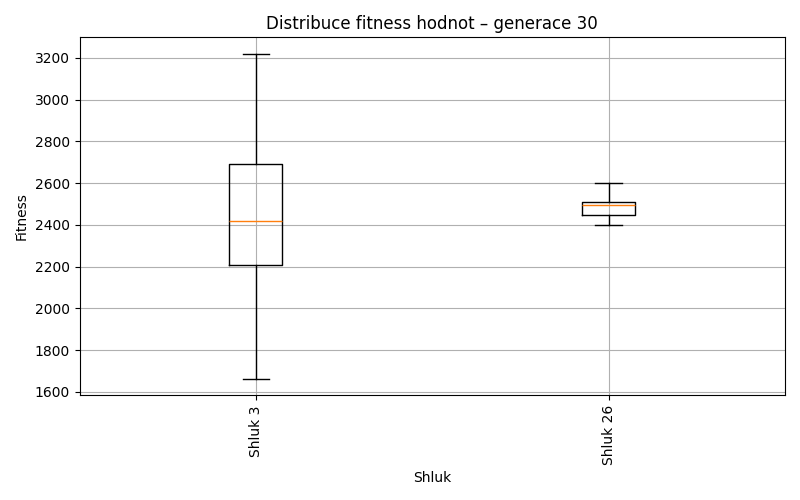 Distribuce fitness hodnot – generace 30
Fitness
3200
3000
2800
2600
2400
2200
2000
1800
1600
Shluk 3
Shluk 26
Shluk